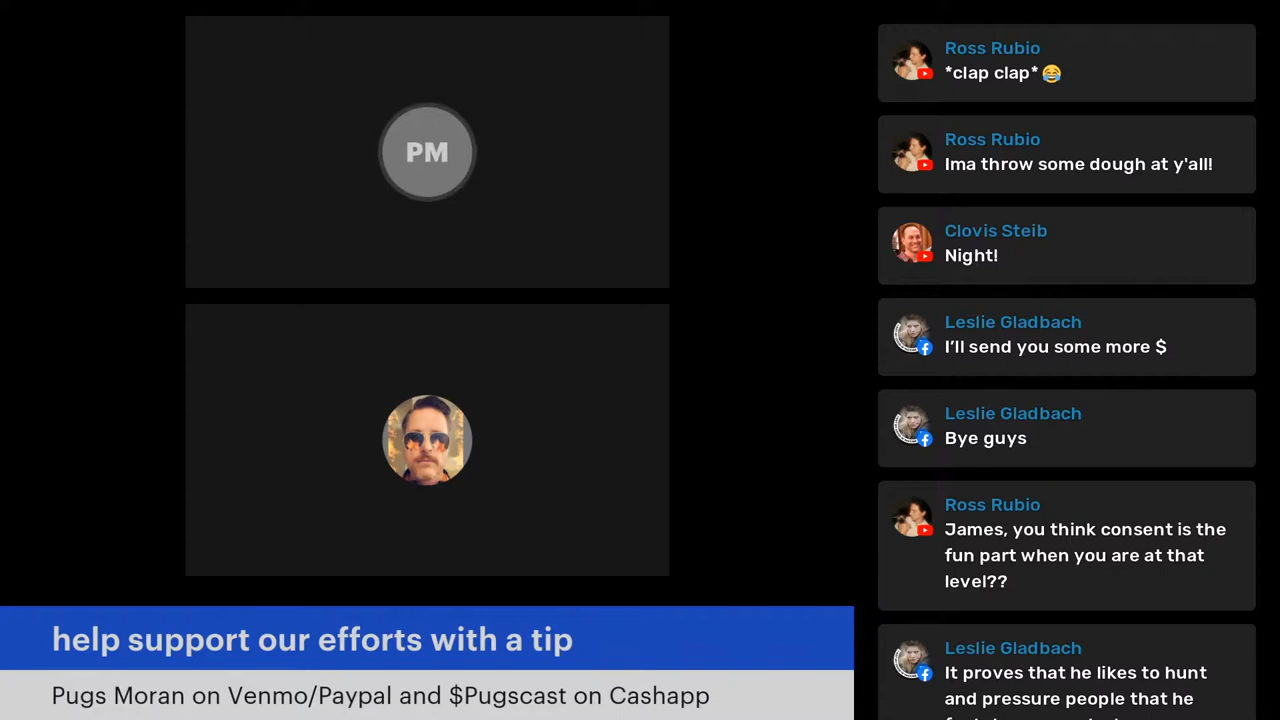 PM
help support our efforts with a tip
Pugs Moran on Venmo/Paypal and $Pugscast on Cashapp
Ross Rubio
*clap clap* 😂
Ross Rubio
Ima throw some dough at y'all!
Clovis Steib
Night!
Leslie Gladbach
I’ll send you some more $
Leslie Gladbach
Bye guys
Ross Rubio
James, you think consent is the
fun part when you are at that
level??
Leslie Gladbach
It proves that he likes to hunt
and pressure people that he